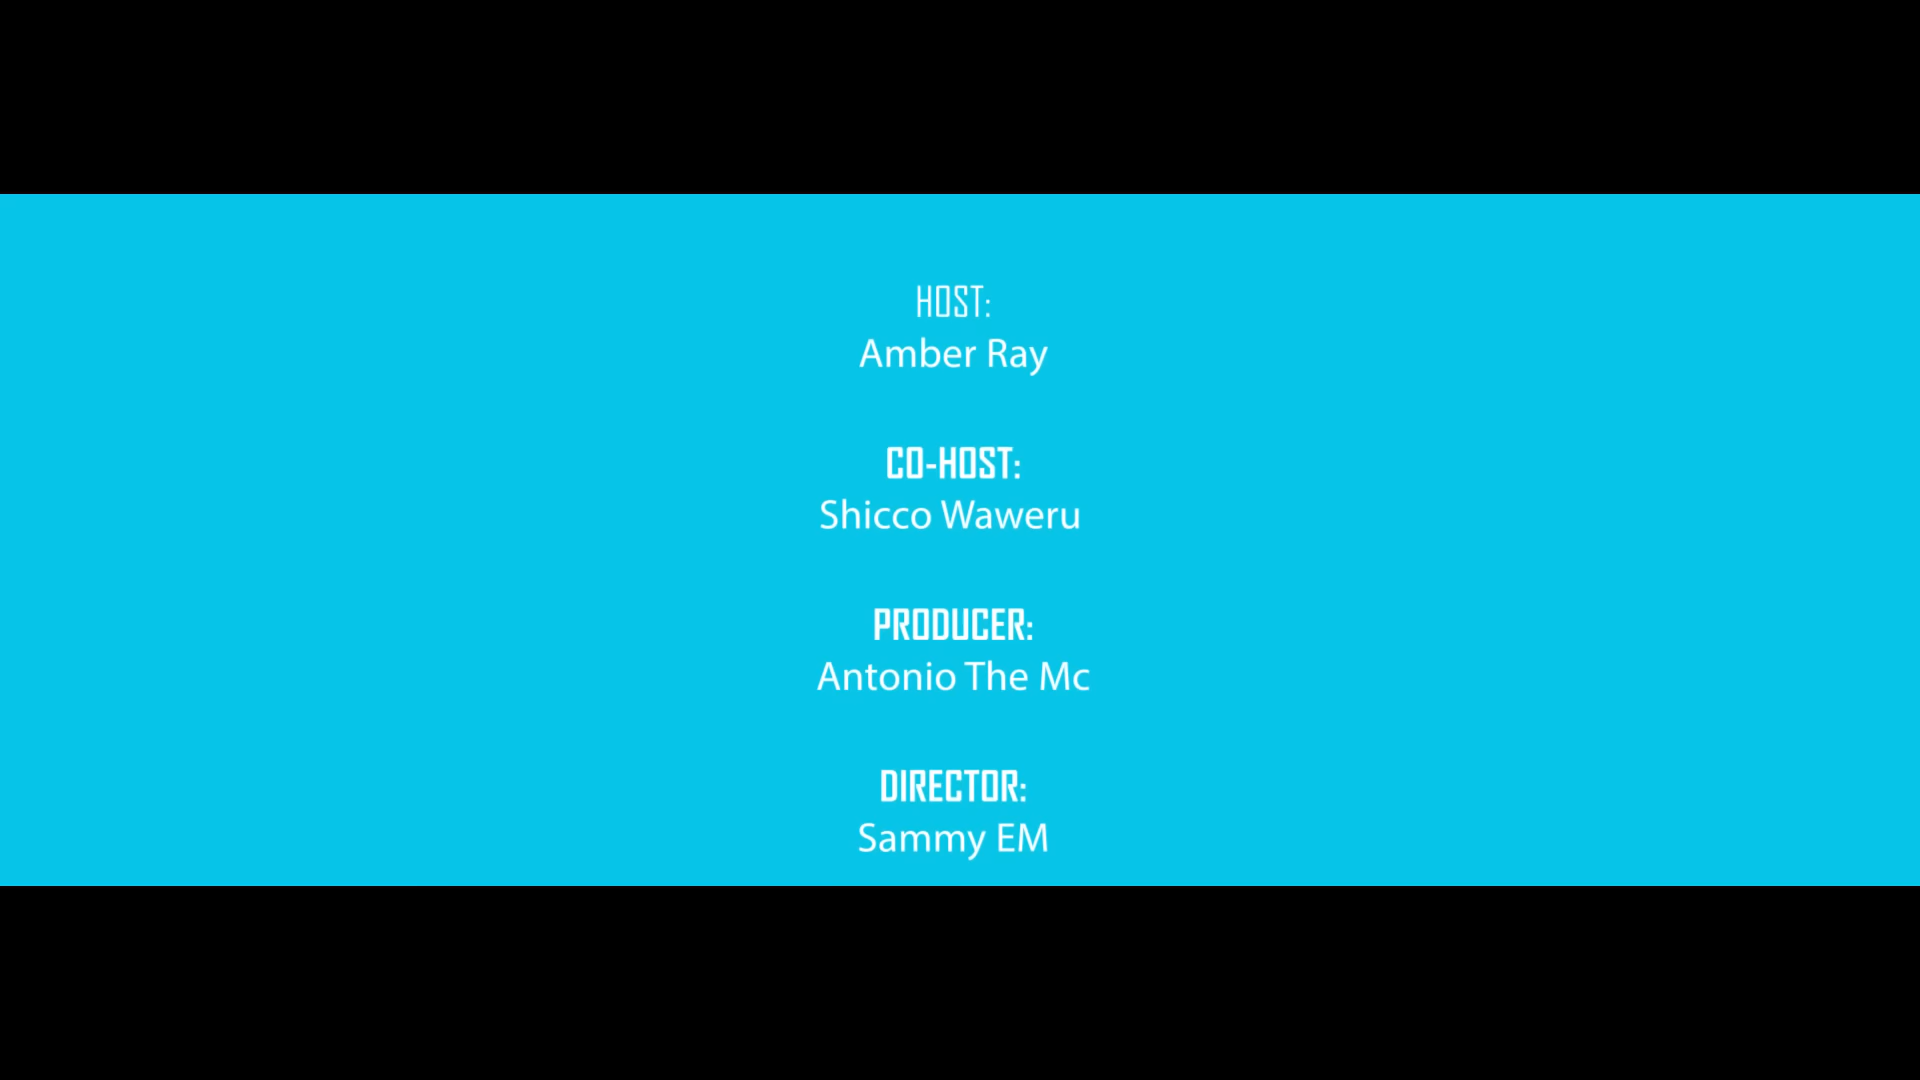 HOST:
Amber Ray
CO-HOST:
Shicco Waweru
PRODUCER:
Antonio The Mc
DIRECTOR:
Sammy EM